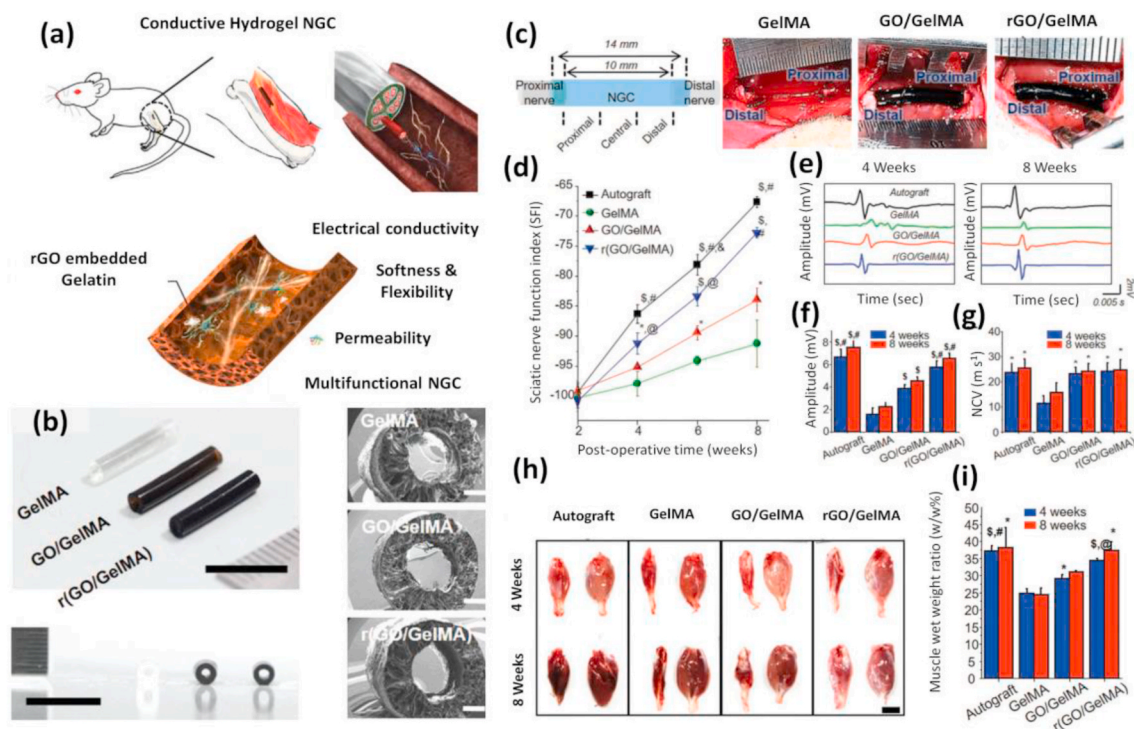 (a)
Conductive Hydrogel NGC
rGO embedded
Gelatin
Electrical conductivity
Softness &
Flexibility
Permeability
Multifunctional NGC
(b)
GelMA
GO/GelMA
r(GO/GelMA)
GelMA
GO/GelMA
r(GO/GelMA)
(c)
14 mm
10 mm
Proximal
nerve
NGC
Distal
nerve
Proximal
Central
Distal
GelMA
GO/GelMA
rGO/GelMA
Proximal
Distal
Proximal
Distal
Proximal
Distal
(d)
Sciatic nerve function index (SFI)
-65
-70
-75
-80
-85
-90
-95
-100
2
4
6
8
Post-operative time (weeks)
Autograft
GelMA
GO/GelMA
r(GO/GelMA)
$,#
*,@
$,#,&
$,@
*
$,#
*
(e)
4 Weeks
8 Weeks
Amplitude (mV)
Autograft
GelMA
GO/GelMA
r(GO/GelMA)
Time (sec)
Amplitude (mV)
Time (sec)
2mV
0.005 s
(f)
4 weeks
8 weeks
Amplitude (mV)
8
6
4
2
0
$,#
$,#
$
$
$,#
$,#
Autograft
GelMA
GO/GelMA
r(GO/GelMA)
(g)
4 weeks
8 weeks
NCV (m s¹)
50
40
30
20
10
0
*
*
*
*
*
*
Autograft
GelMA
GO/GelMA
r(GO/GelMA)
(h)
Autograft
GelMA
GO/GelMA
rGO/GelMA
4 Weeks
8 Weeks
(i)
4 weeks
8 weeks
Muscle wet weight ratio (w/w%)
50
45
40
35
30
25
20
15
10
5
0
$,#
*
*
$,@
*
Autograft
GelMA
GO/GelMA
r(GO/GelMA)